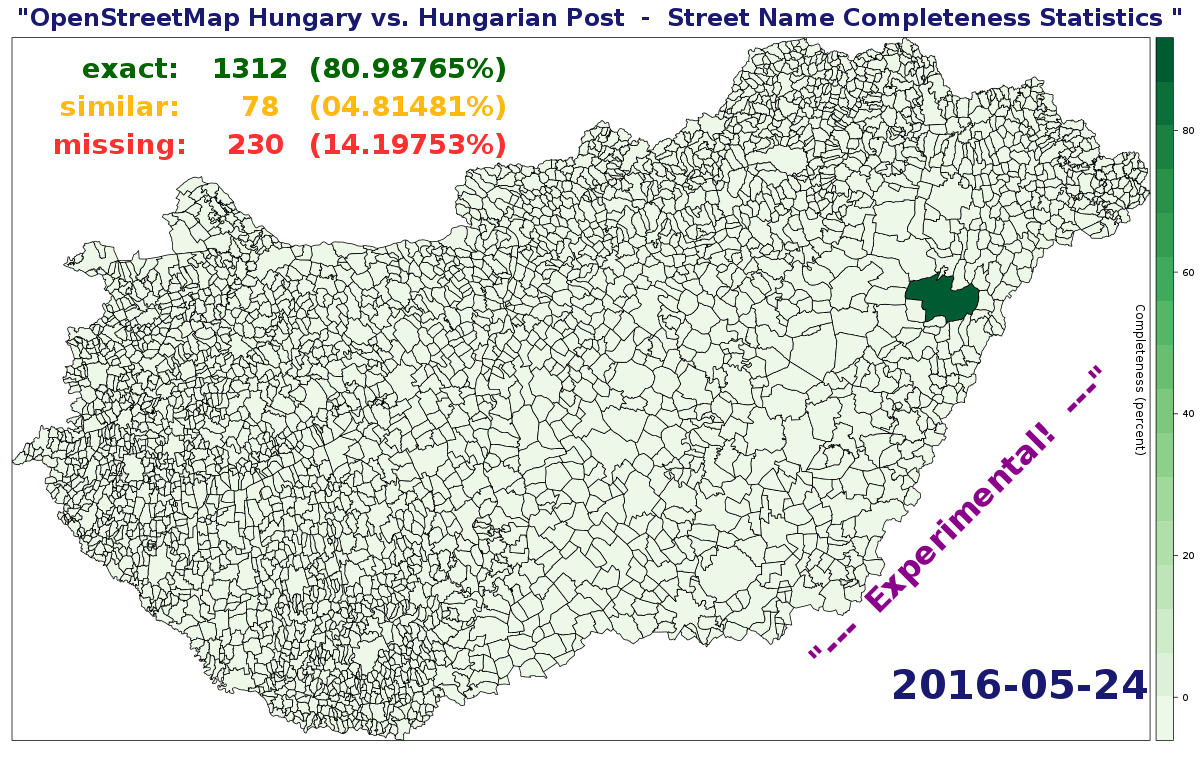 "OpenStreetMap Hungary vs. Hungarian Post - Street Name Completeness Statistics "
exact: 1312 (80.98765%)
similar: 78 (04.81481%)
missing: 230 (14.19753%)
80
60
40
20
0
Completeness (percent)
"---- Experimental! ----"
2016-05-24